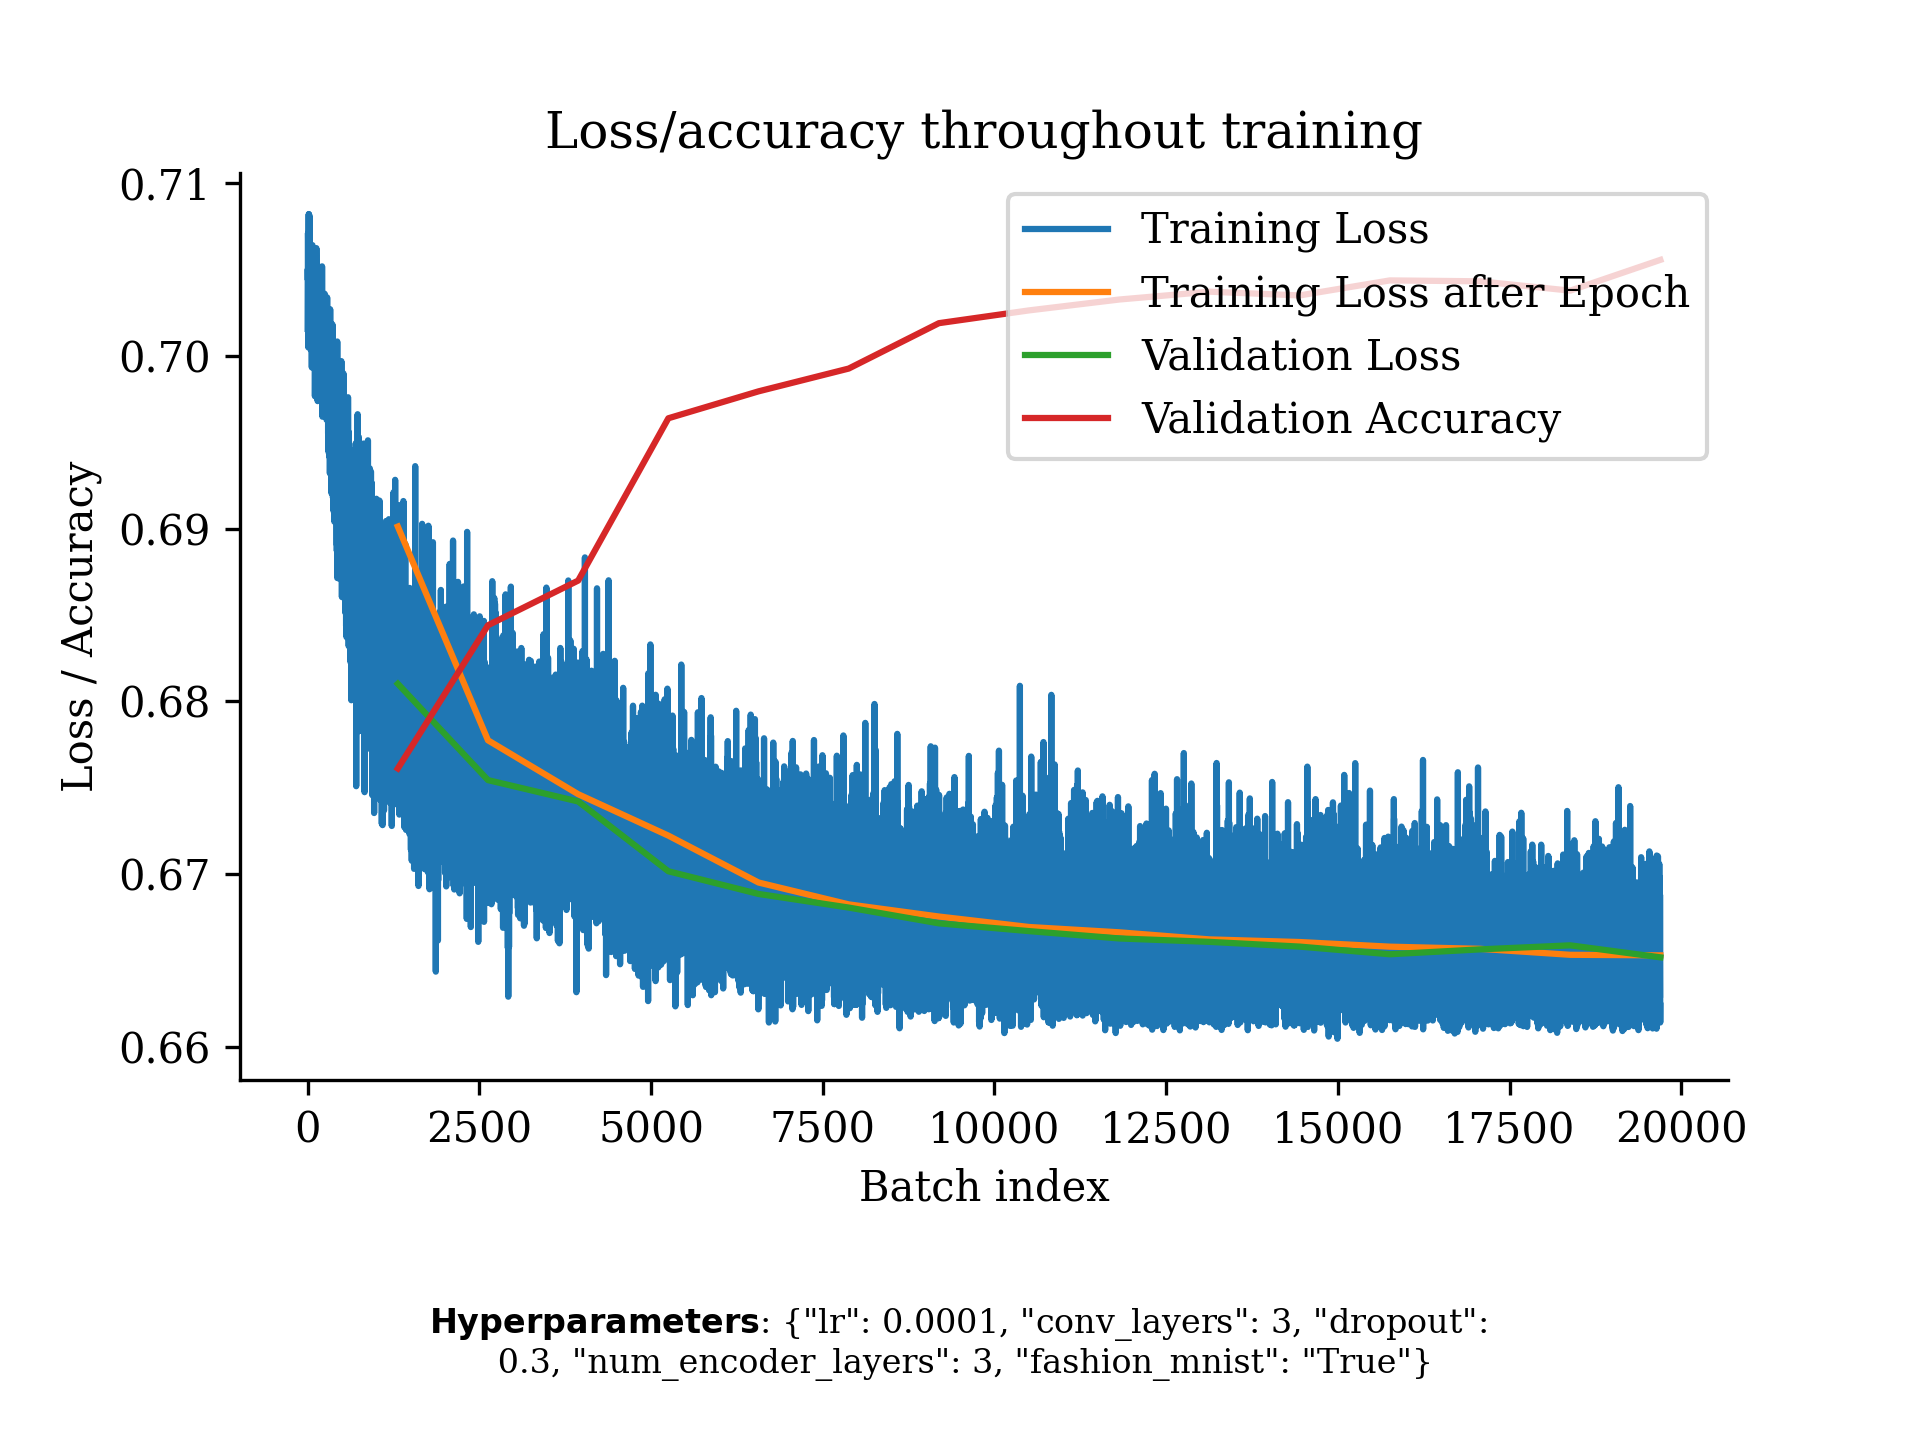 Loss/accuracy throughout training
0.71
0.70
0.69
0.68
0.67
0.66
Loss / Accuracy
Training Loss
Training Loss after Epoch
Validation Loss
Validation Accuracy
0 2500 5000 7500 10000 12500 15000 17500 20000
Batch index
Hyperparameters: {"lr": 0.0001, "conv_layers": 3, "dropout":
0.3, "num_encoder_layers": 3, "fashion_mnist": "True"}